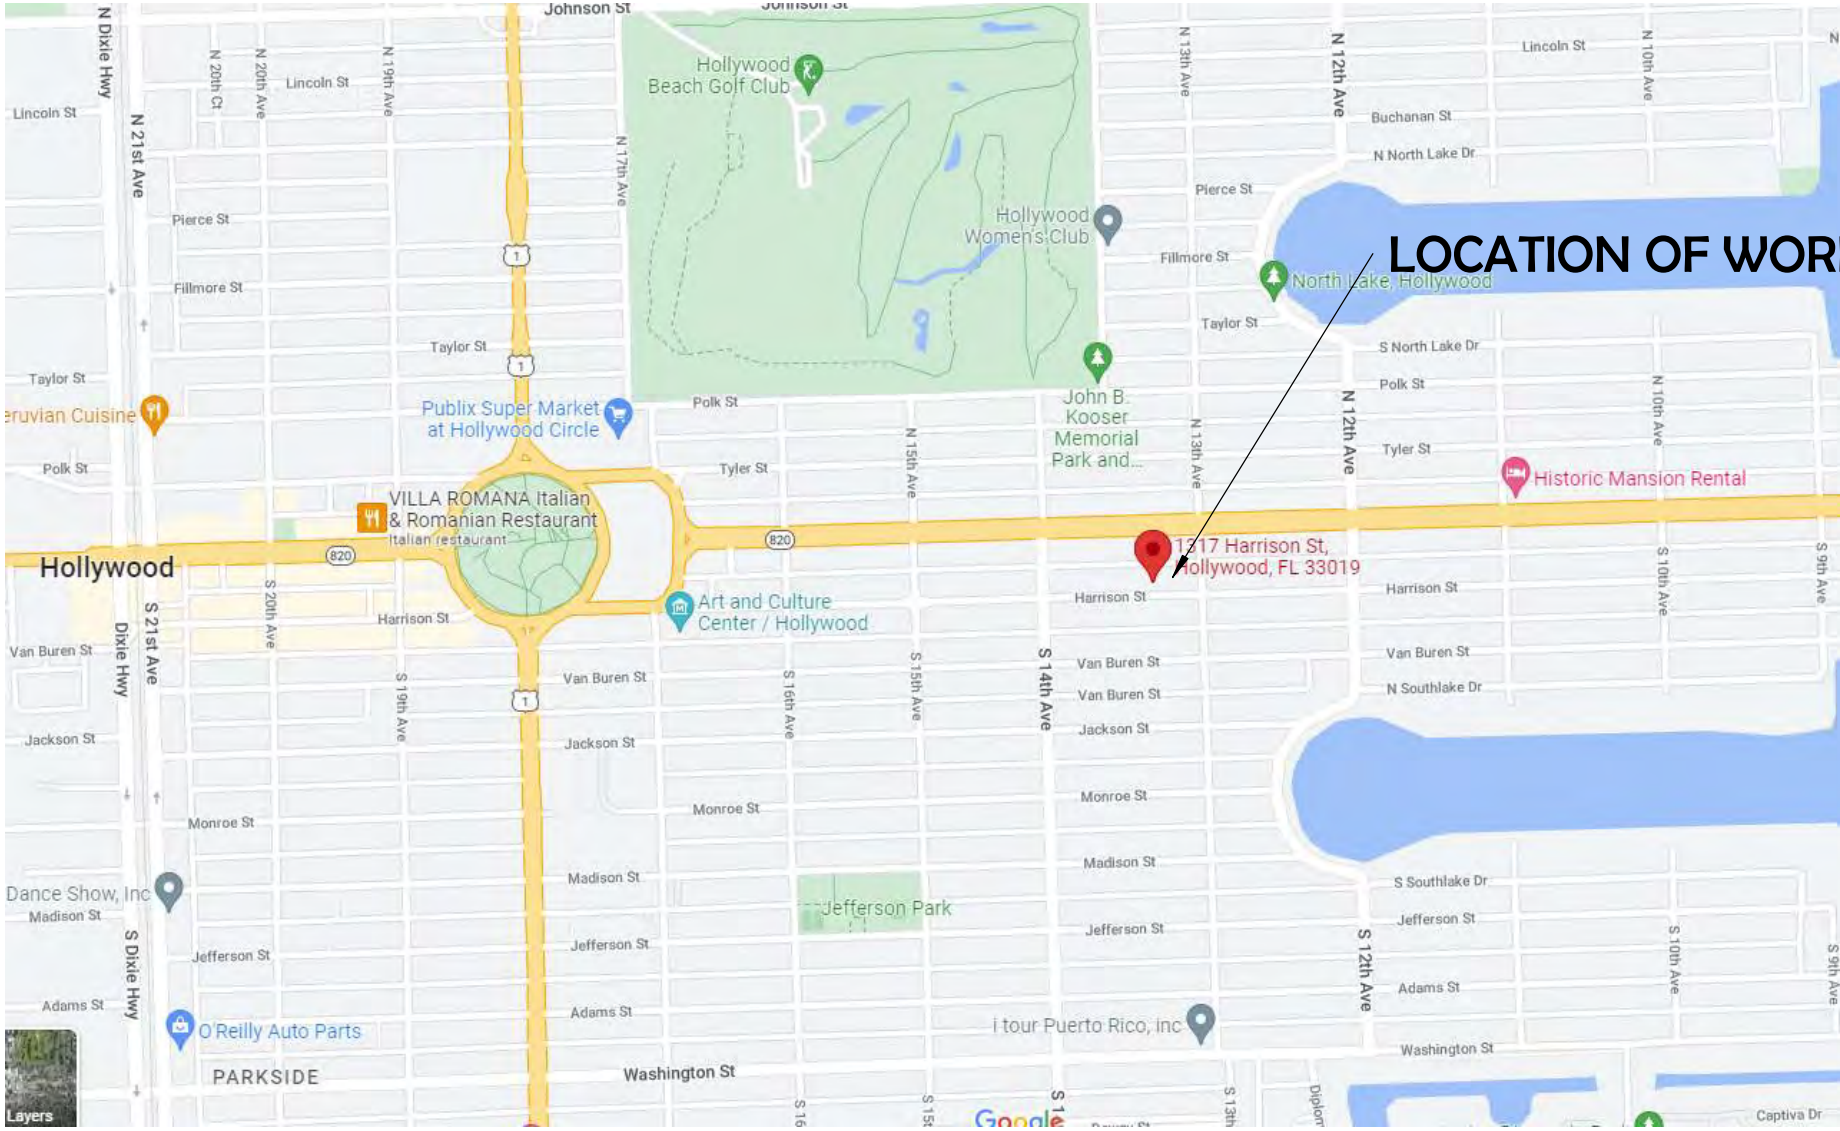 Johnson St
Johnson St
N Dixie Hwy
N 20th Ct
N 20th Ave
N 19th Ave
Lincoln St
Lincoln St
N 21st Ave
N 17th Ave
Hollywood
Beach Golf Club
N 13th Ave
N 12th Ave
Lincoln St
N 10th Ave
Buchanan St
N North Lake Dr
Pierce St
Pierce St
Hollywood
Women's Club
1
Fillmore St
LOCATION OF WOR
North Lake, Hollywood
Fillmore St
Taylor St
Taylor St
1
S North Lake Dr
Taylor St
Polk St
eruvian Cuisine
Publix Super Market
at Hollywood Circle
Polk St
John B.
Kooser
Memorial
Park and...
N 15th Ave
N 13th Ave
N 12th Ave
N 10th Ave
Polk St
Tyler St
Tyler St
Historic Mansion Rental
VILLA ROMANA Italian
& Romanian Restaurant
Italian restaurant
820
820
Hollywood
1317 Harrison St,
Hollywood, FL 33019
S 10th Ave
S 9th Ave
S 20th Ave
Harrison St
Art and Culture
Center / Hollywood
Harrison St
Harrison St
Dixie Hwy
S 21st Ave
Van Buren St
S 19th Ave
Van Buren St
S 16th Ave
S 15th Ave
S 14th Ave
Van Buren St
Van Buren St
Van Buren St
N Southlake Dr
1
Jackson St
Jackson St
Jackson St
Monroe St
Monroe St
Monroe St
Madison St
Madison St
Dance Show, Inc
Madison St
Jefferson Park
S Southlake Dr
Jefferson St
S Dixie Hwy
Jefferson St
Jefferson St
Jefferson St
S 12th Ave
S 10th Ave
S 9th Ave
Adams St
Adams St
Adams St
O'Reilly Auto Parts
i tour Puerto Rico, inc
Washington St
PARKSIDE
Washington St
Layers
S 16
S 15t
Google
S 1
S 13th
Diplom
Captiva Dr